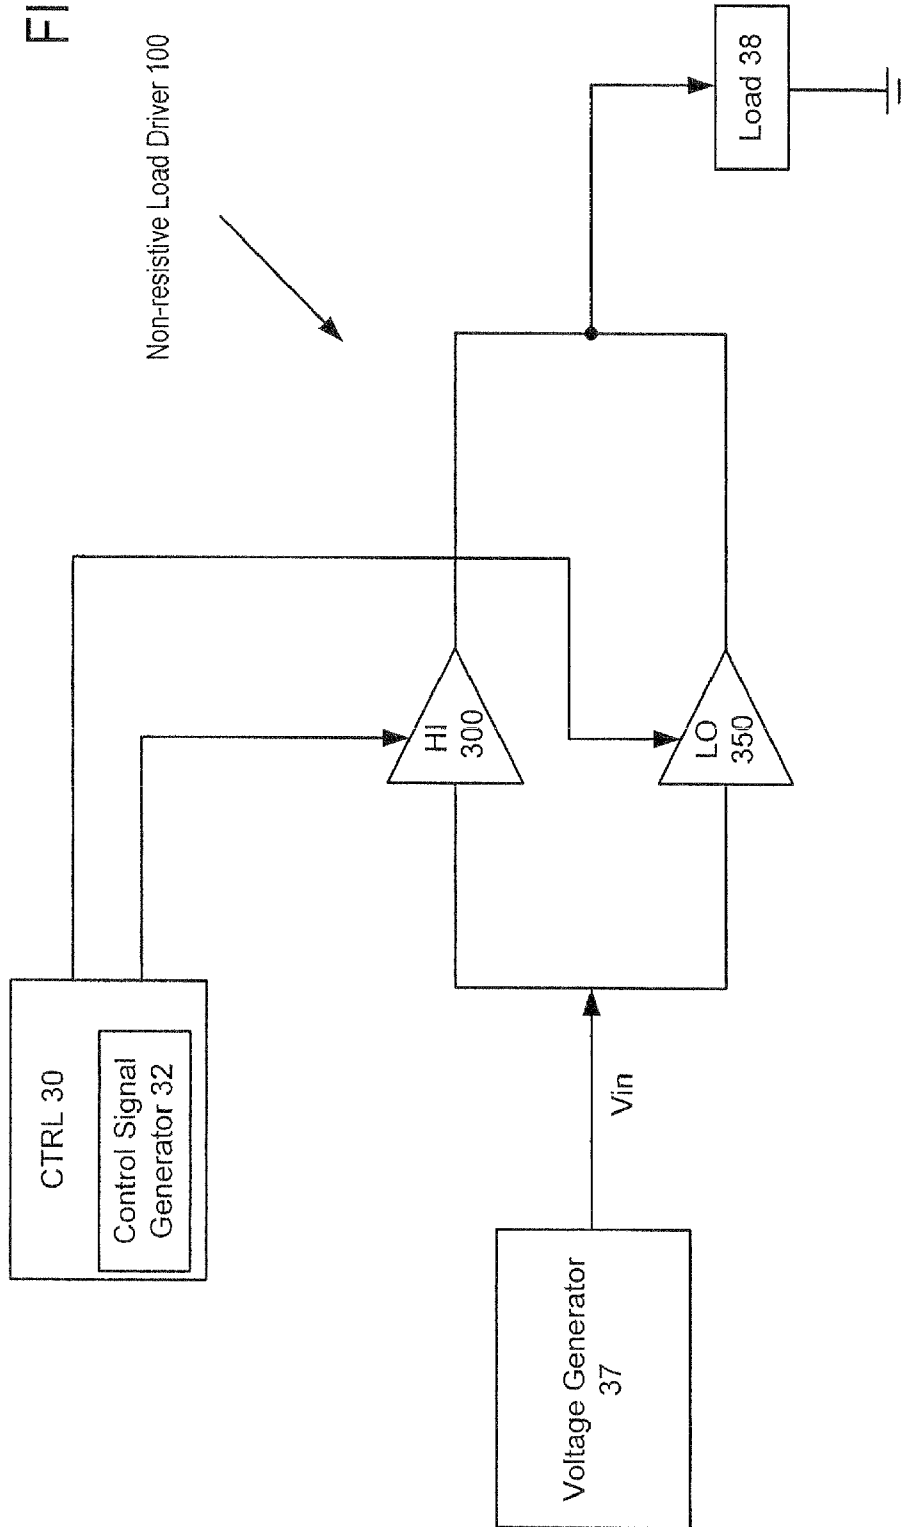 FI
Non-resistive Load Driver 100
CTRL 30
Control Signal
Generator 32
HI
300
LO
350
Load 38
Vin
Voltage Generator
37